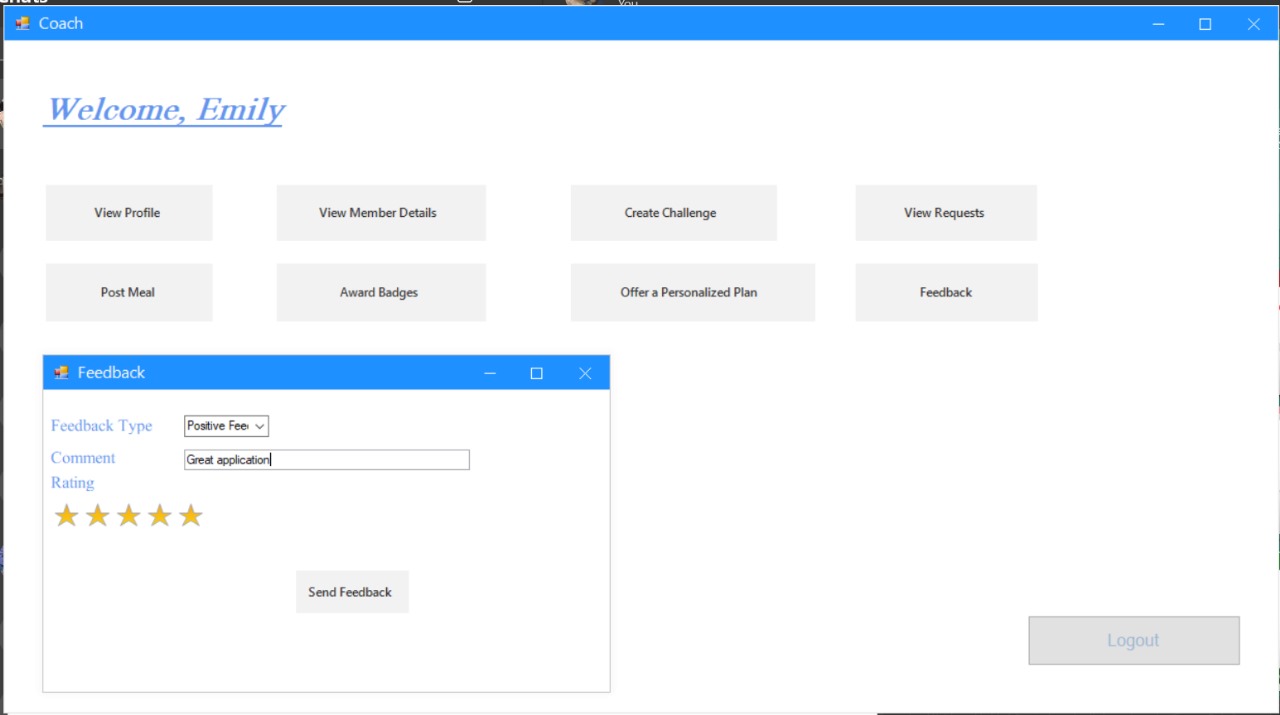 Coach
Welcome, Emily
View Profile View Member Details Create Challenge View Requests
Post Meal Award Badges Offer a Personalized Plan Feedback
Feedback
Feedback Type Positive Fee
Comment Great application
Rating
Send Feedback
Logout